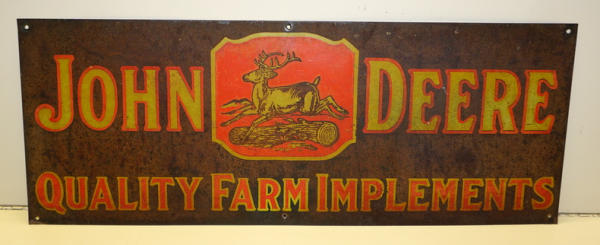 JOHN DEERE
QUALITY FARM IMPLEMENTS